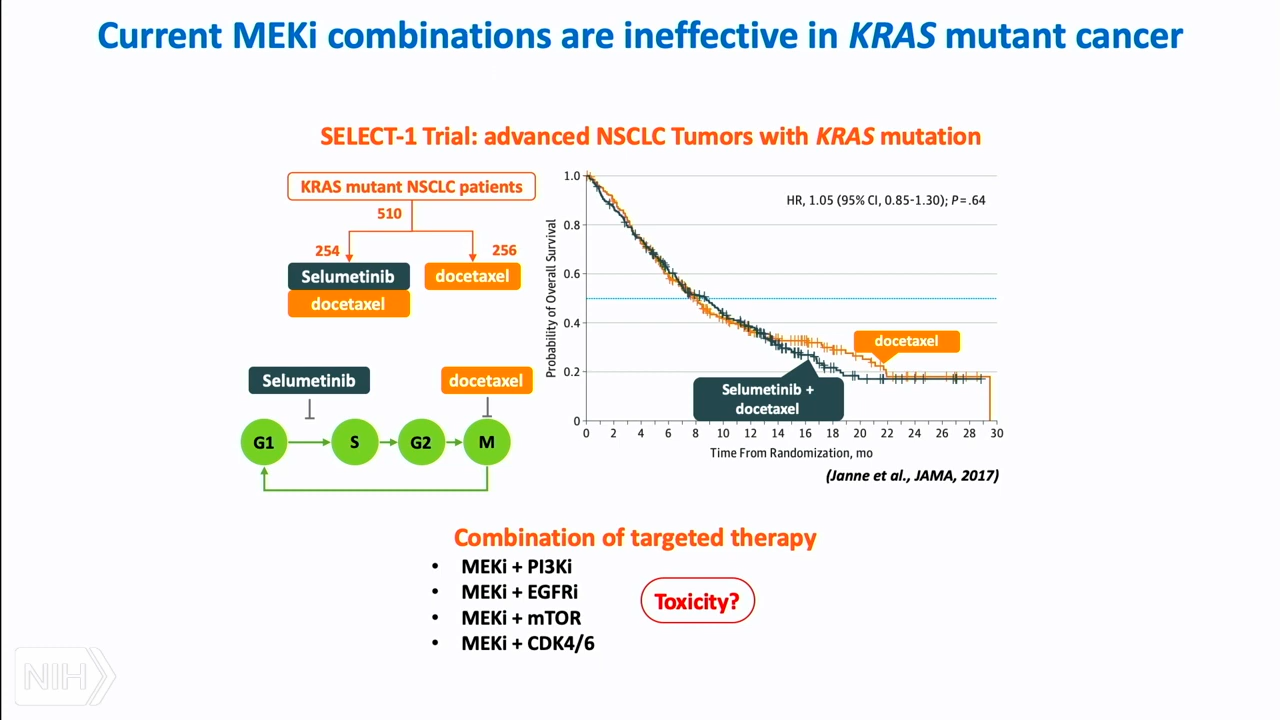 Current MEKi combinations are ineffective in KRAS mutant cancer
SELECT-1 Trial: advanced NSCLC Tumors with KRAS mutation
KRAS mutant NSCLC patients
510
254
256
Selumetinib
docetaxel
docetaxel
Selumetinib
docetaxel
G1
S
G2
M
Probability of Overall Survival
1.0
0.8
0.6
0.4
0.2
0
HR, 1.05 (95% CI, 0.85-1.30); P = .64
docetaxel
Selumetinib +
docetaxel
0 2 4 6 8 10 12 14 16 18 20 22 24 26 28 30
Time From Randomization, mo
(Janne et al., JAMA, 2017)
Combination of targeted therapy
• MEKi + PI3Ki
• MEKi + EGFRi
• MEKi + mTOR
• MEKi + CDK4/6
Toxicity?
NIH